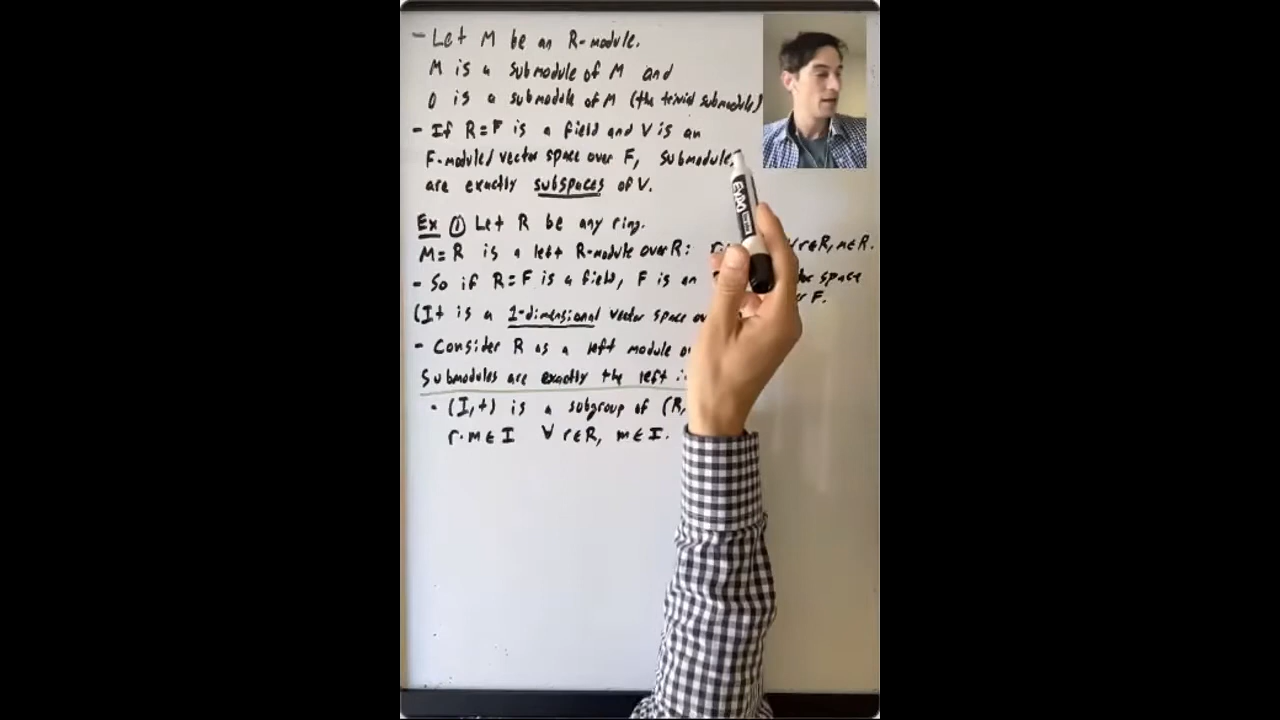 - Let M be an R-module.
M is a submodule of M and
0 is a submodule of M (the trivial submodule)
- If R=F is a field and V is an
F-module/vector space over F, submodules
are exactly subspaces of V.
Ex ① Let R be any ring.
M=R is a left R-module over R: ∀ r∈R, m∈R.
- So if R=F is a field, F is an space
F.
(It is a 1-dimensional vector space
- Consider R as a left module
Submodules are exactly the left
• (I,+) is a subgroup of (R,
r·m∈I ∀ r∈R, m∈I.
EXPO